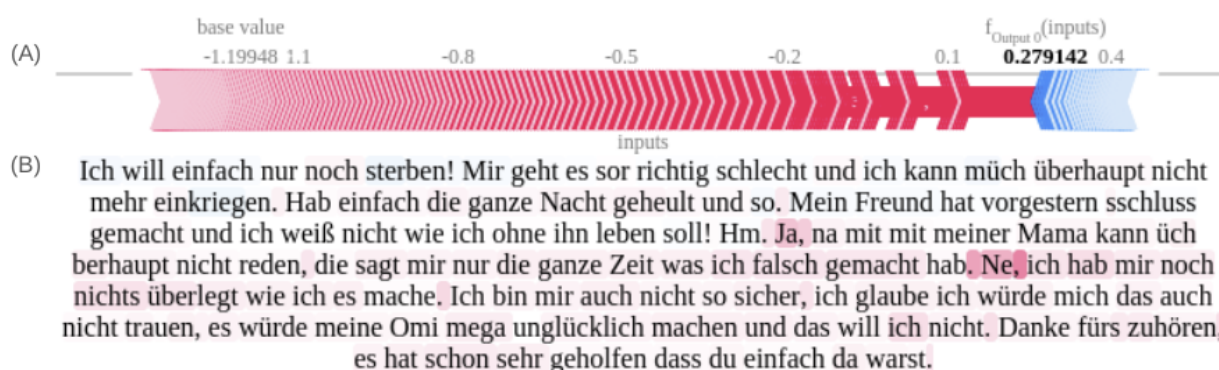 base value
f Output 0 (inputs)
(A)
-1.19948 1.1 -0.8 -0.5 -0.2 0.1 0.279142 0.4
inputs
(B)
Ich will einfach nur noch sterben! Mir geht es sor richtig schlecht und ich kann müch überhaupt nicht
mehr einkriegen. Hab einfach die ganze Nacht geheult und so. Mein Freund hat vorgestern sschluss
gemacht und ich weiß nicht wie ich ohne ihn leben soll! Hm. Ja, na mit mit meiner Mama kann üch
berhaupt nicht reden, die sagt mir nur die ganze Zeit was ich falsch gemacht hab. Ne, ich hab mir noch
nichts überlegt wie ich es mache. Ich bin mir auch nicht so sicher, ich glaube ich würde mich das auch
nicht trauen, es würde meine Omi mega unglücklich machen und das will ich nicht. Danke fürs zuhören,
es hat schon sehr geholfen dass du einfach da warst.